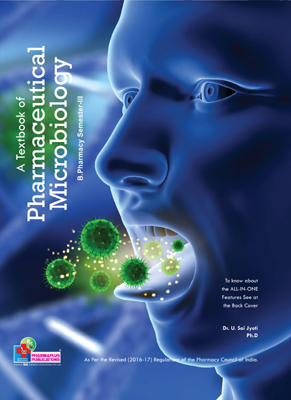 A Textbook of
Pharmaceutical
Microbiology
B.Pharmacy Semester-III
To know about
the ALL-IN-ONE
Features See at
the Back Cover
Dr. U. Sai Jyoti
Ph.D
PHARMAPLUS
PUBLICATIONS
As Per the Revised (2016-17) Regulations of the Pharmacy Council of India.